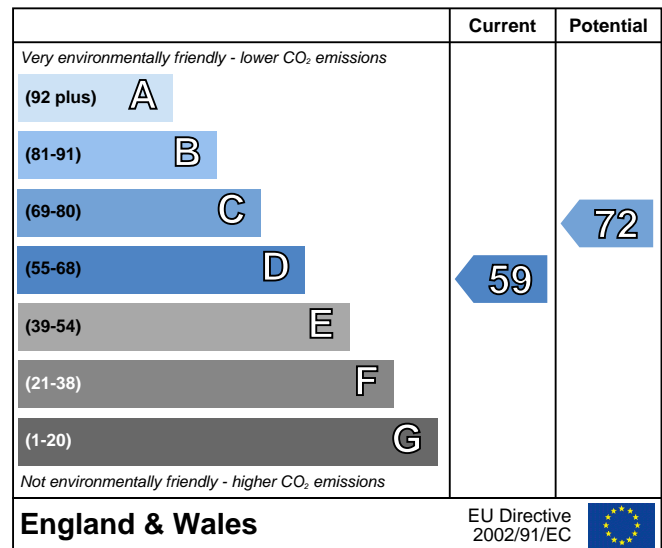 Current Potential
Very environmentally friendly - lower CO₂ emissions
(92 plus) A
(81-91) B
(69-80) C
72
(55-68) D
59
(39-54) E
(21-38) F
(1-20) G
Not environmentally friendly - higher CO₂ emissions
England & Wales
EU Directive
2002/91/EC